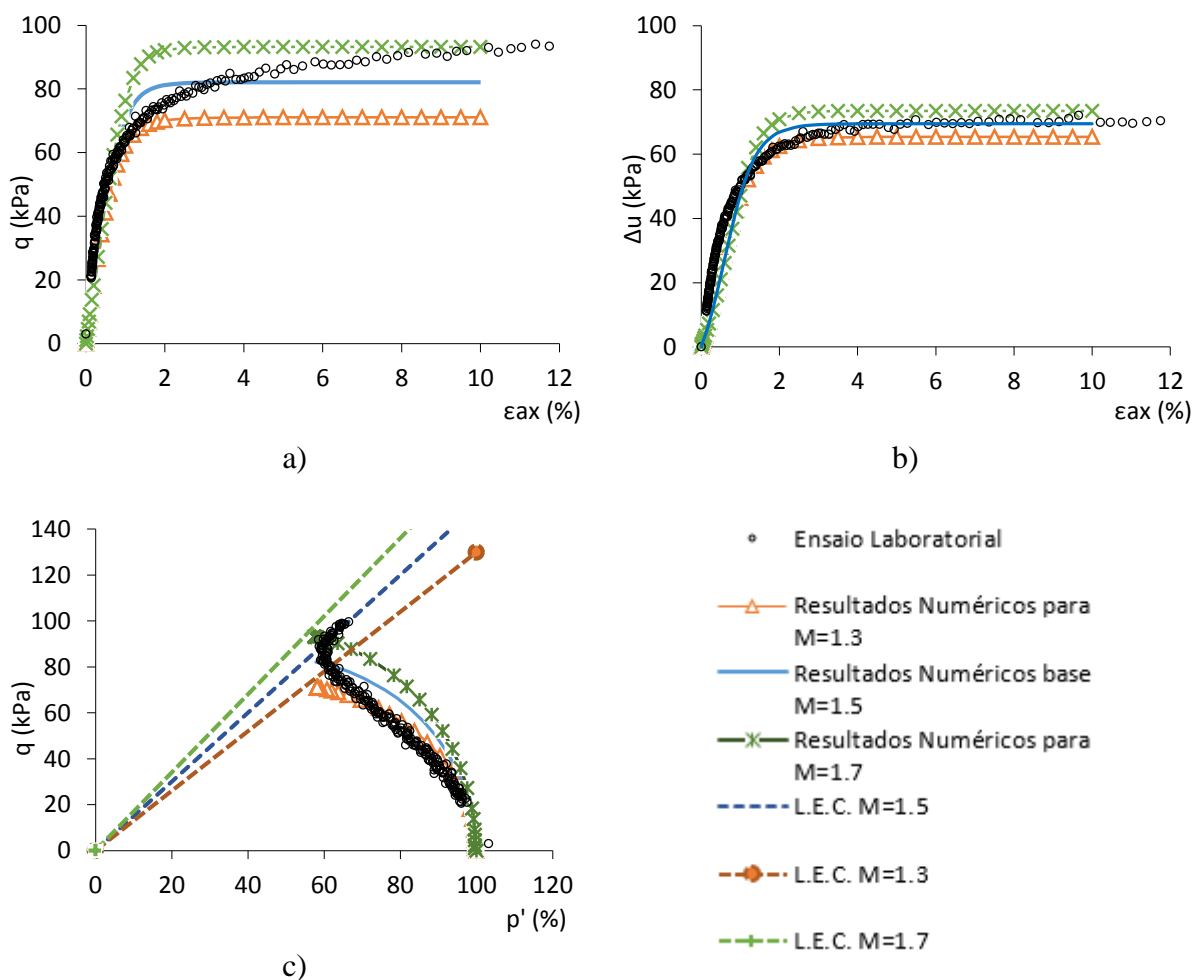 100
80
60
40
20
0
q (kPa)
0 2 4 6 8 10 12
εax (%)
a)
100
80
60
40
20
0
Δu (kPa)
0 2 4 6 8 10 12
εax (%)
b)
140
120
100
80
60
40
20
0
q (kPa)
0 20 40 60 80 100 120
p' (%)
c)
Ensaio Laboratorial
Resultados Numéricos para
M=1.3
Resultados Numéricos base
M=1.5
Resultados Numéricos para
M=1.7
L.E.C. M=1.5
L.E.C. M=1.3
L.E.C. M=1.7